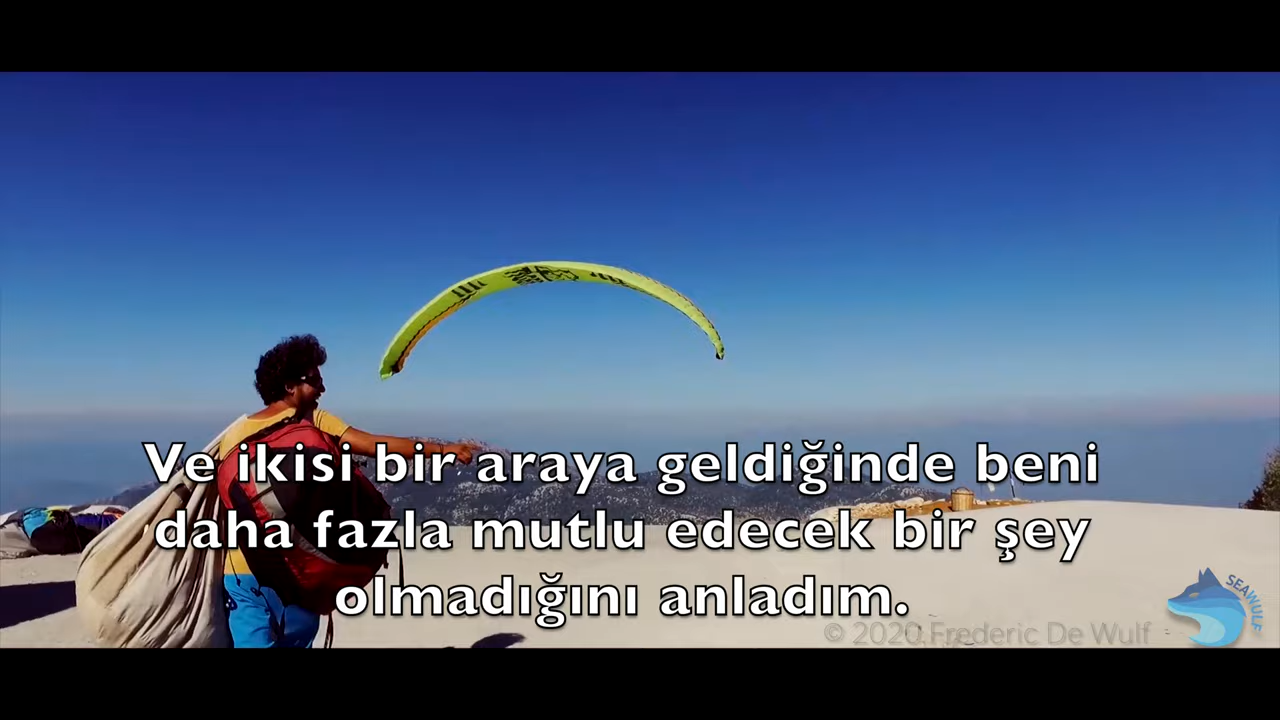 Ve ikisi bir araya geldiğinde beni
daha fazla mutlu edecek bir şey
olmadığını anladım.
© 2020 Frederic De Wulf
SEAWULF